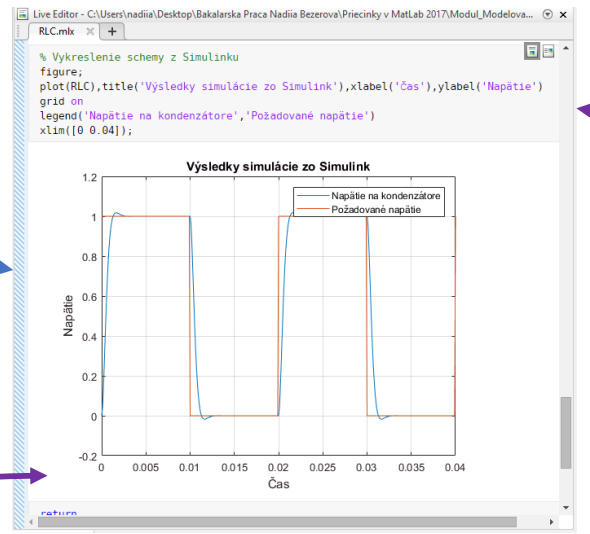 Live Editor - C:\Users\nadiia\Desktop\Bakalarska Praca Nadiia Bezerova\Priecinky v MatLab 2017\Modul_Modelova...
RLC.mlx
% Vykreslenie schemy z Simulinku
figure;
plot(RLC),title('Výsledky simulácie zo Simulink'),xlabel('Čas'),ylabel('Napätie')
grid on
legend('Napätie na kondenzátore','Požadované napätie')
xlim([0 0.04]);
Výsledky simulácie zo Simulink
Napätie na kondenzátore
Požadované napätie
1.2
1
0.8
0.6
0.4
0.2
0
-0.2
Napätie
0 0.005 0.01 0.015 0.02 0.025 0.03 0.035 0.04
Čas
return